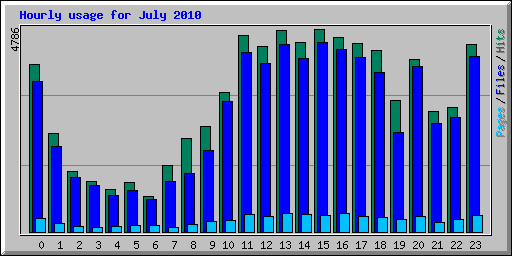 Hourly usage for July 2010
4786
Pages / Files / Hits
0 1 2 3 4 5 6 7 8 9 10 11 12 13 14 15 16 17 18 19 20 21 22 23